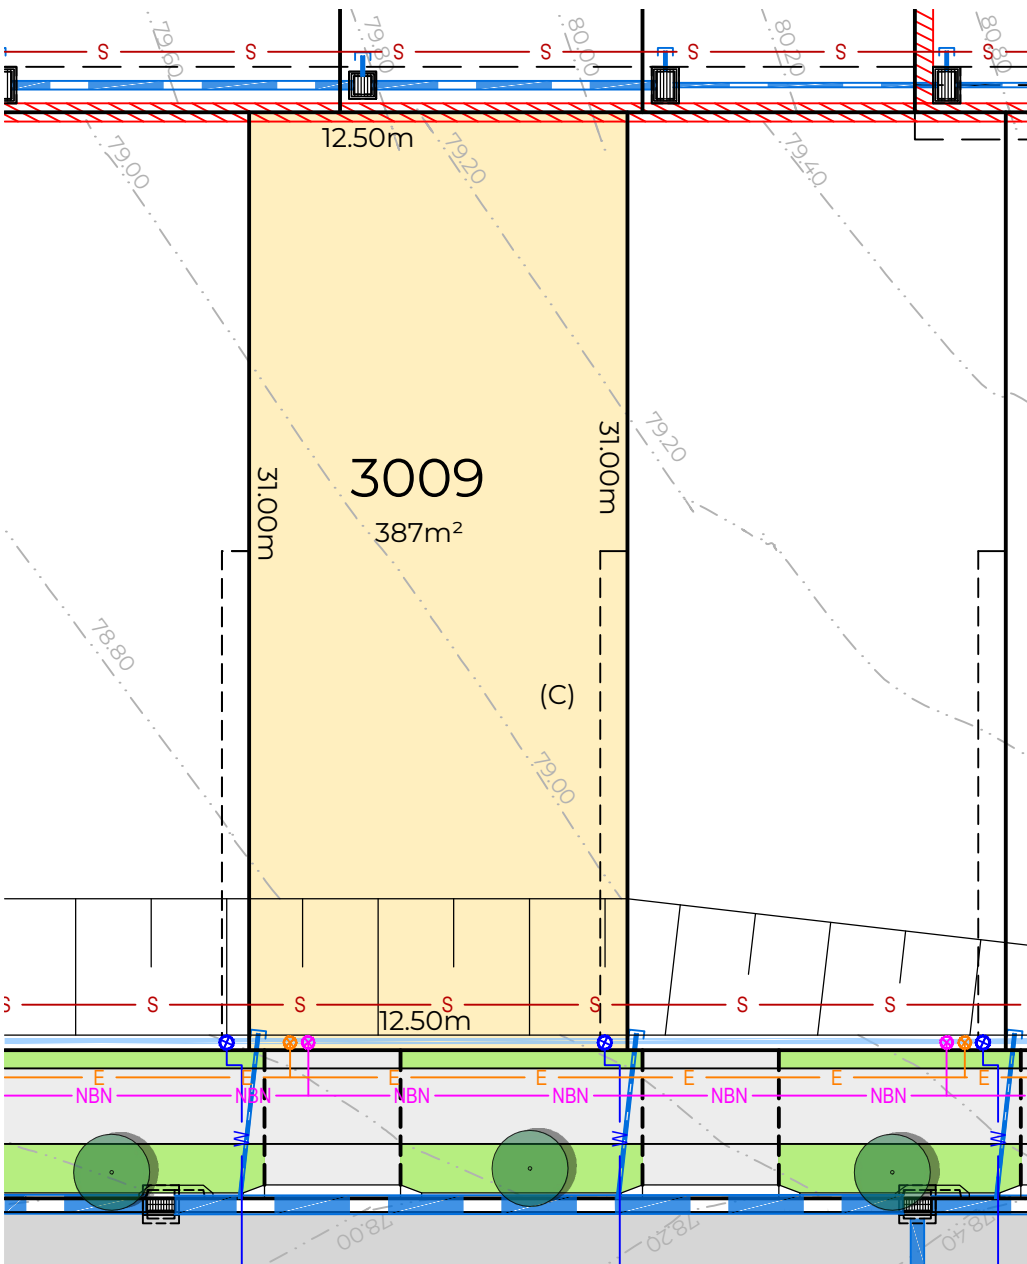 79.60
79.80
80.00
80.20
80.80
S S S S S S S
12.50m
79.00
79.20
79.40
79.20
31.00m
31.00m
3009
387m²
78.80
(C)
79.00
S S S S S S S
12.50m
E E E E E E E
NBN NBN NBN NBN NBN NBN
W W W
78.00
78.20
78.40